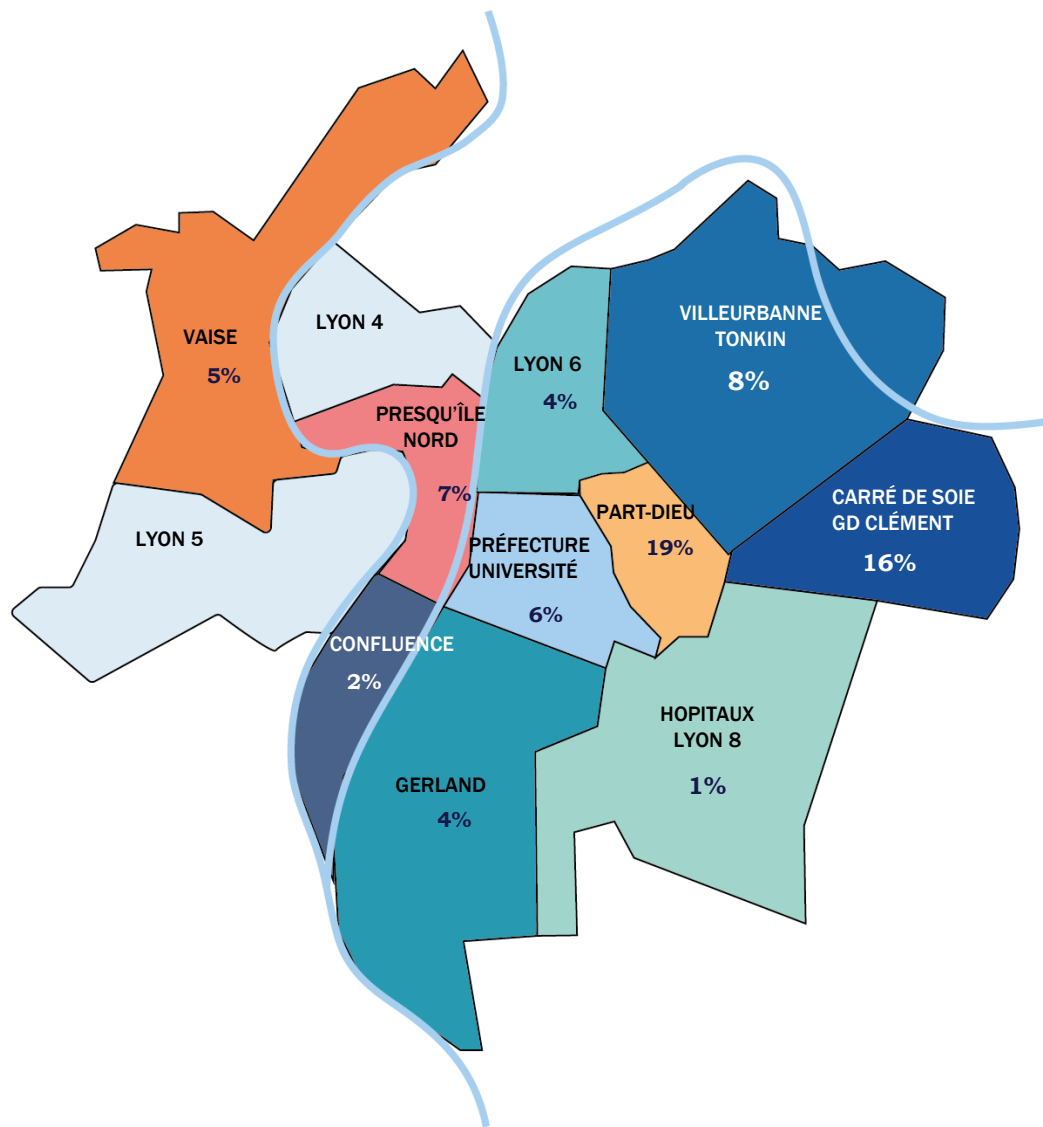 VILLEURBANNE
TONKIN
8%
LYON 4
VAISE
5%
LYON 6
4%
PRESQU'ÎLE
NORD
7%
CARRÉ DE SOIE
GD CLÉMENT
16%
PART-DIEU
19%
LYON 5
PRÉFECTURE
UNIVERSITÉ
6%
CONFLUENCE
2%
HOPITAUX
LYON 8
1%
GERLAND
4%